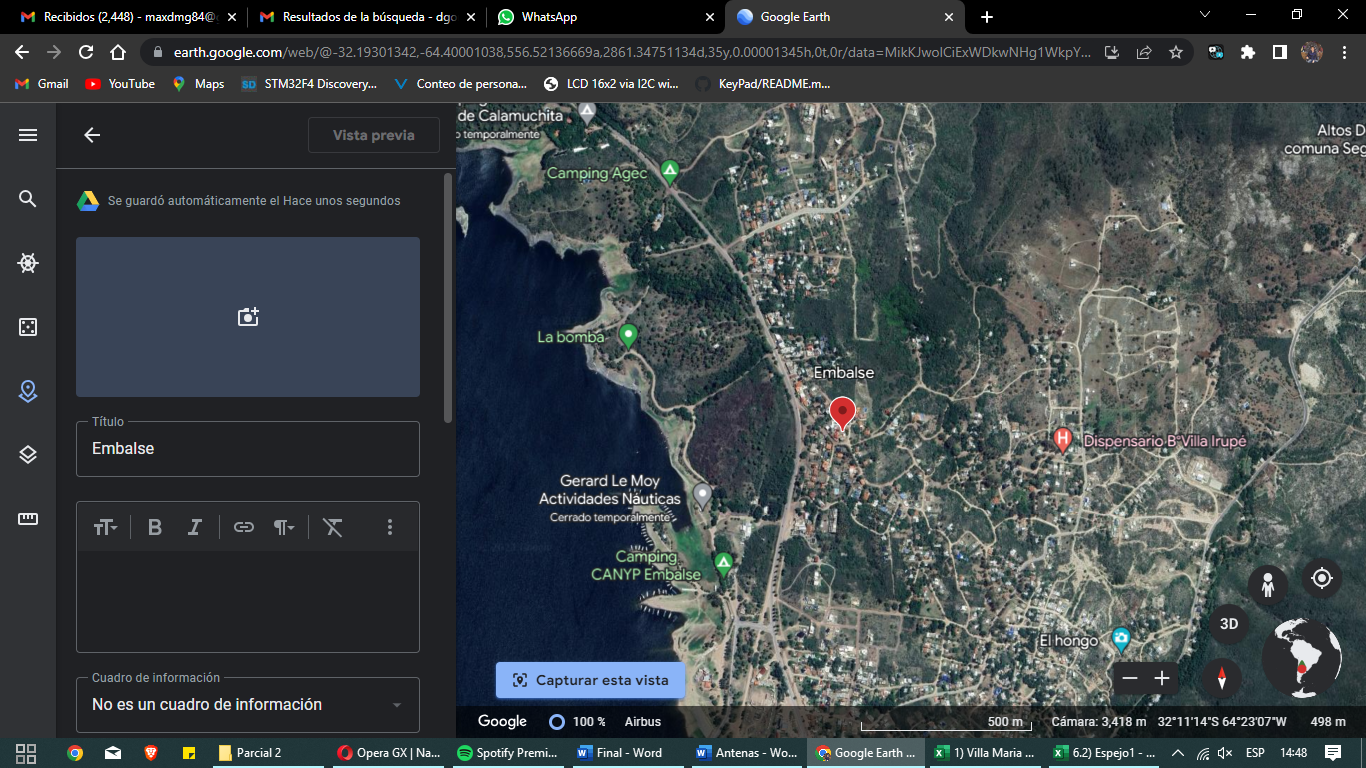 Recibidos (2,448) - maxdmg84@
Resultados de la búsqueda - dgo
WhatsApp
Google Earth
earth.google.com/web/@-32.19301342,-64.40001038,556.52136669a,2861.34751134d,35y,0.00001345h,0t,0r/data=MikKJwolCiExWDkwNHg1WkpY...
Gmail
YouTube
Maps
SD STM32F4 Discovery...
Conteo de persona...
LCD 16x2 via I2C wi...
KeyPad/README.m...
Vista previa
Se guardó automáticamente el Hace unos segundos
Título
Embalse
Cuadro de información
No es un cuadro de información
de Calamuchita
o temporalmente
Camping Agec
Altos D
comuna Seg
La bomba
Embalse
H
Dispensario B°Villa Irupé
Gerard Le Moy
Actividades Náuticas
Cerrado temporalmente
Camping
CANYP Embalse
El hongo
3D
Capturar esta vista
Google
100 %
Airbus
500 m
Cámara: 3,418 m
32°11'14"S 64°23'07"W
498 m
Parcial 2
Opera GX | Na...
Spotify Premi...
Final - Word
Antenas - Wo...
Google Earth ...
1) Villa Maria ...
6.2) Espejo1 - ...
ESP
14:48